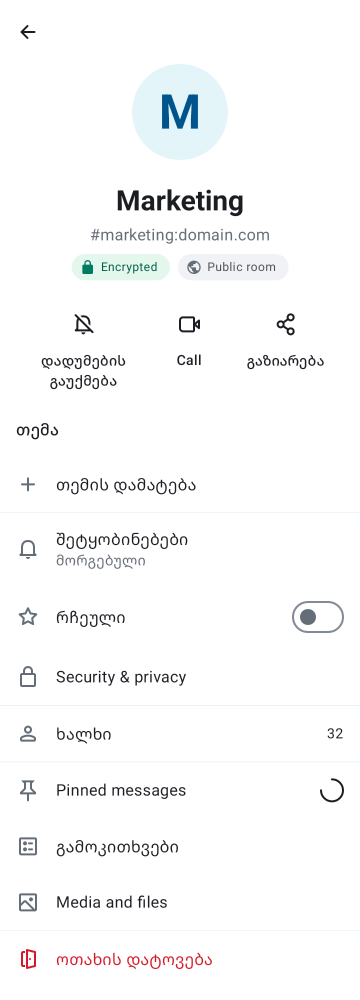 M
Marketing
#marketing:domain.com
Encrypted
Public room
დადუმების
გაუქმება
Call
გაზიარება
თემა
თემის დამატება
შეტყობინებები
მორგებული
რჩეული
Security & privacy
ხალხი
32
Pinned messages
გამოკითხვები
Media and files
ოთახის დატოვება